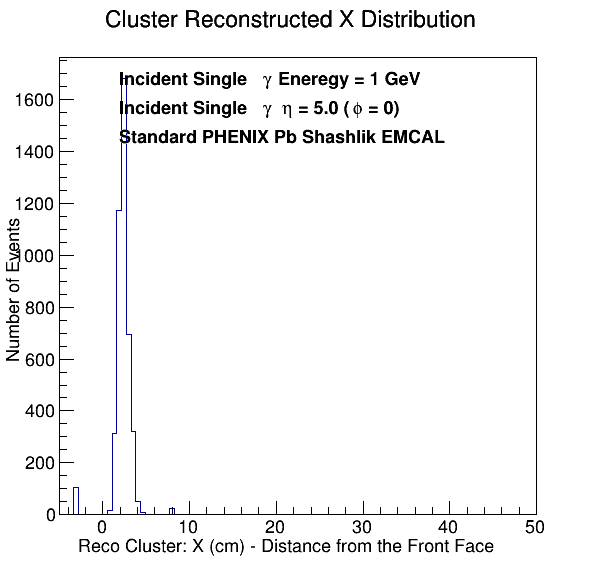 Cluster Reconstructed X Distribution
Incident Single γ Eneregy = 1 GeV
Incident Single γ η = 5.0 ( ϕ = 0)
Standard PHENIX Pb Shashlik EMCAL
Number of Events
1600
1400
1200
1000
800
600
400
200
0
0 10 20 30 40 50
Reco Cluster: X (cm) - Distance from the Front Face